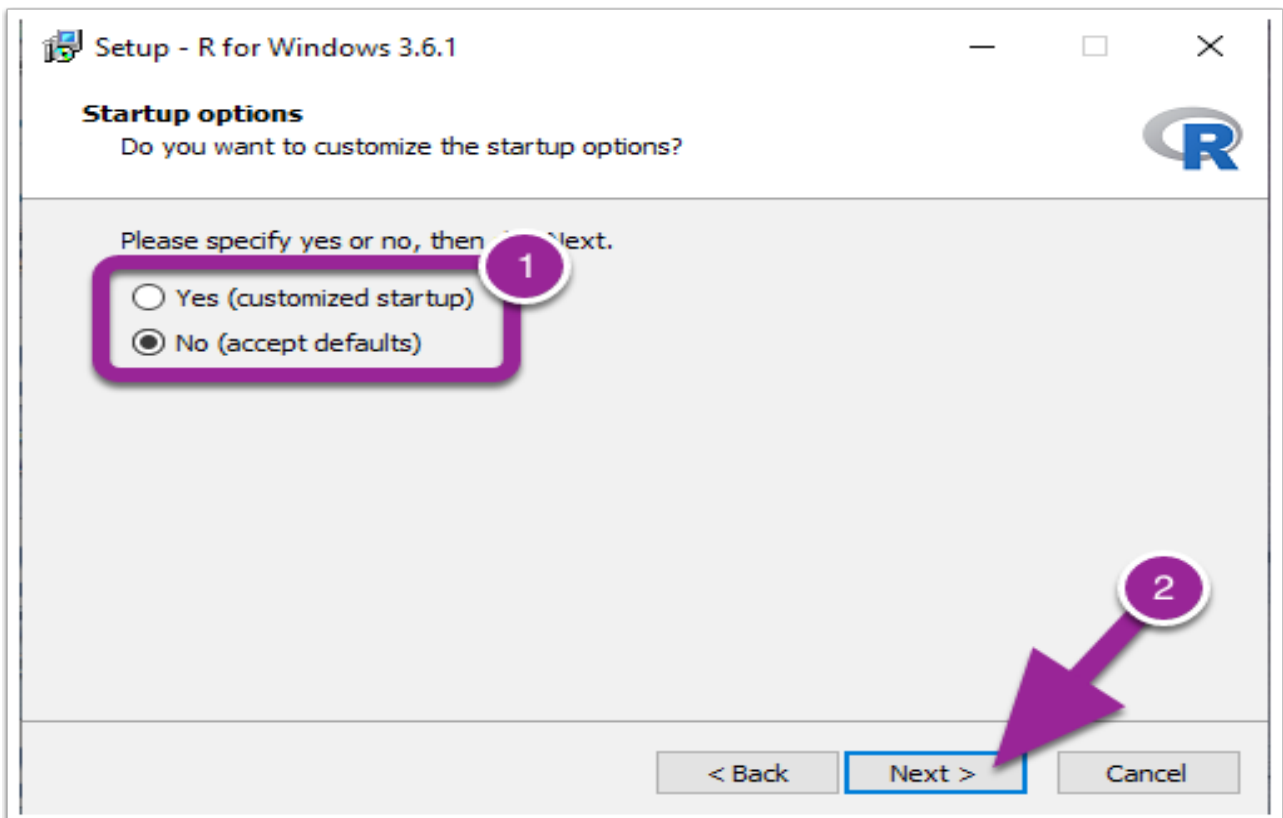 Setup - R for Windows 3.6.1
Startup options
Do you want to customize the startup options?
R
Please specify yes or no, then Next.
1
Yes (customized startup)
No (accept defaults)
2
< Back Next > Cancel